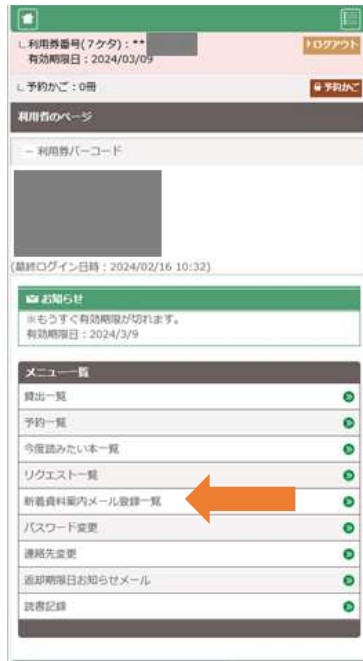 ∟利用券番号(7ケタ)：**
有効期限日：2024/03/09
ログアウト
∟予約かご：0冊
予約かご
利用者のページ
－ 利用券バーコード
(最終ログイン日時：2024/02/16 10:32)
お知らせ
※もうすぐ有効期限が切れます。
有効期限日：2024/3/9
メニュー一覧
貸出一覧
予約一覧
今度読みたい本一覧
リクエスト一覧
新着資料案内メール登録一覧
パスワード変更
連絡先変更
返却期限日お知らせメール
読書記録